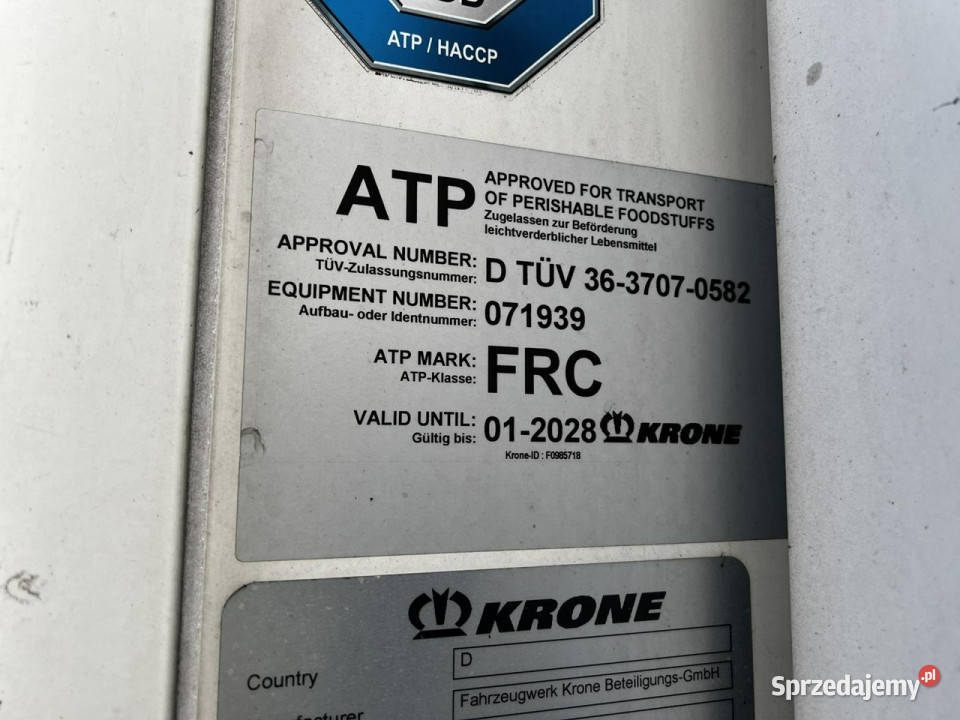 ATP / HACCP
ATP
APPROVED FOR TRANSPORT
OF PERISHABLE FOODSTUFFS
Zugelassen zur Beförderung
leichtverderblicher Lebensmittel
APPROVAL NUMBER:
TÜV-Zulassungsnummer:
D TÜV 36-3707-0582
EQUIPMENT NUMBER:
Aufbau- oder Identnummer:
071939
ATP MARK:
ATP-Klasse:
FRC
VALID UNTIL:
Gültig bis:
01-2028
KRONE
Krone-ID : F0985718
KRONE
Country
D
Fahrzeugwerk Krone Beteiligungs-GmbH
Sprzedajemy.pl